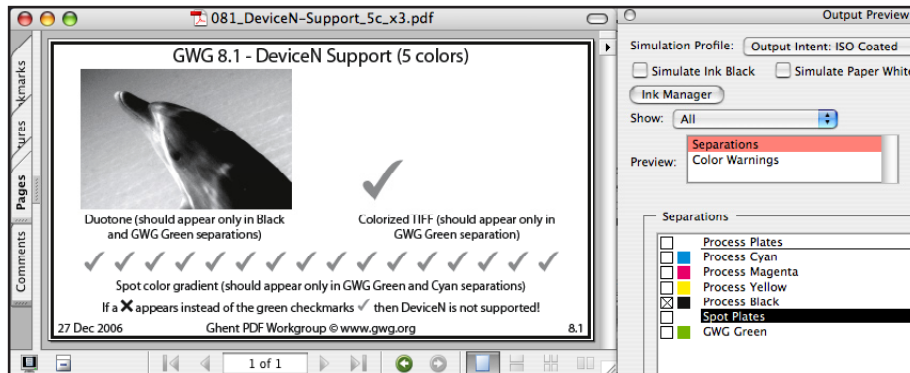 081_DeviceN-Support_5c_x3.pdf
Output Preview
GWG 8.1 - DeviceN Support (5 colors)
Duotone (should appear only in Black
and GWG Green separations)
Colorized TIFF (should appear only in
GWG Green separation)
Spot color gradient (should appear only in GWG Green and Cyan separations)
If a ✕ appears instead of the green checkmarks ✓ then DeviceN is not supported!
27 Dec 2006
Ghent PDF Workgroup © www.gwg.org
8.1
kmarks
tures
Pages
Comments
1 of 1
Simulation Profile: Output Intent: ISO Coated
Simulate Ink Black
Simulate Paper White
Ink Manager
Show: All
Preview:
Separations
Color Warnings
Separations
Process Plates
Process Cyan
Process Magenta
Process Yellow
Process Black
Spot Plates
GWG Green